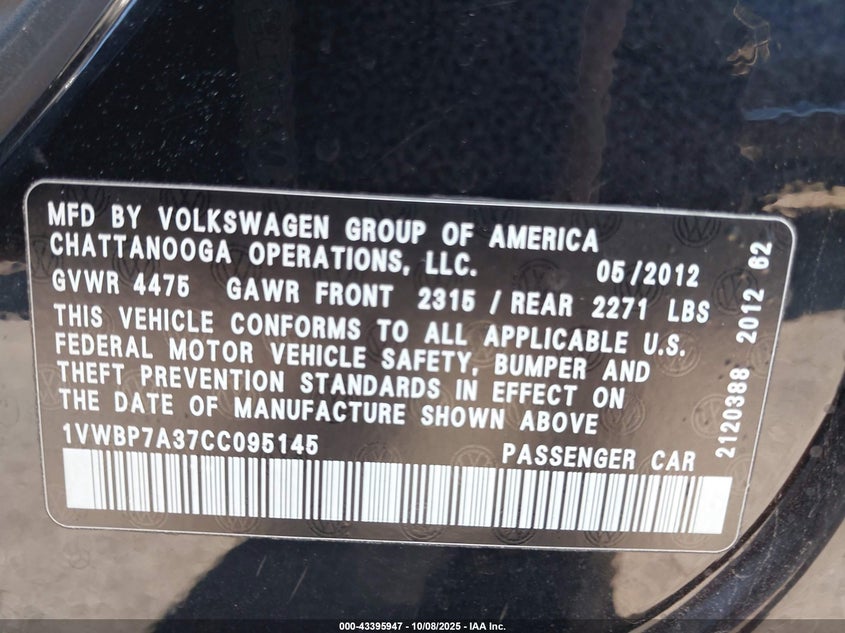 MFD BY VOLKSWAGEN GROUP OF AMERICA
CHATTANOOGA OPERATIONS, LLC. 05/2012
GVWR 4475 GAWR FRONT 2315 / REAR 2271 LBS
THIS VEHICLE CONFORMS TO ALL APPLICABLE U.S.
FEDERAL MOTOR VEHICLE SAFETY, BUMPER AND
THEFT PREVENTION STANDARDS IN EFFECT ON
THE DATE OF MANUFACTURE SHOWN ABOVE
1VWBP7A37CC095145 PASSENGER CAR
2120388 2012 62
000-43395947 - 10/08/2025 - IAA Inc.